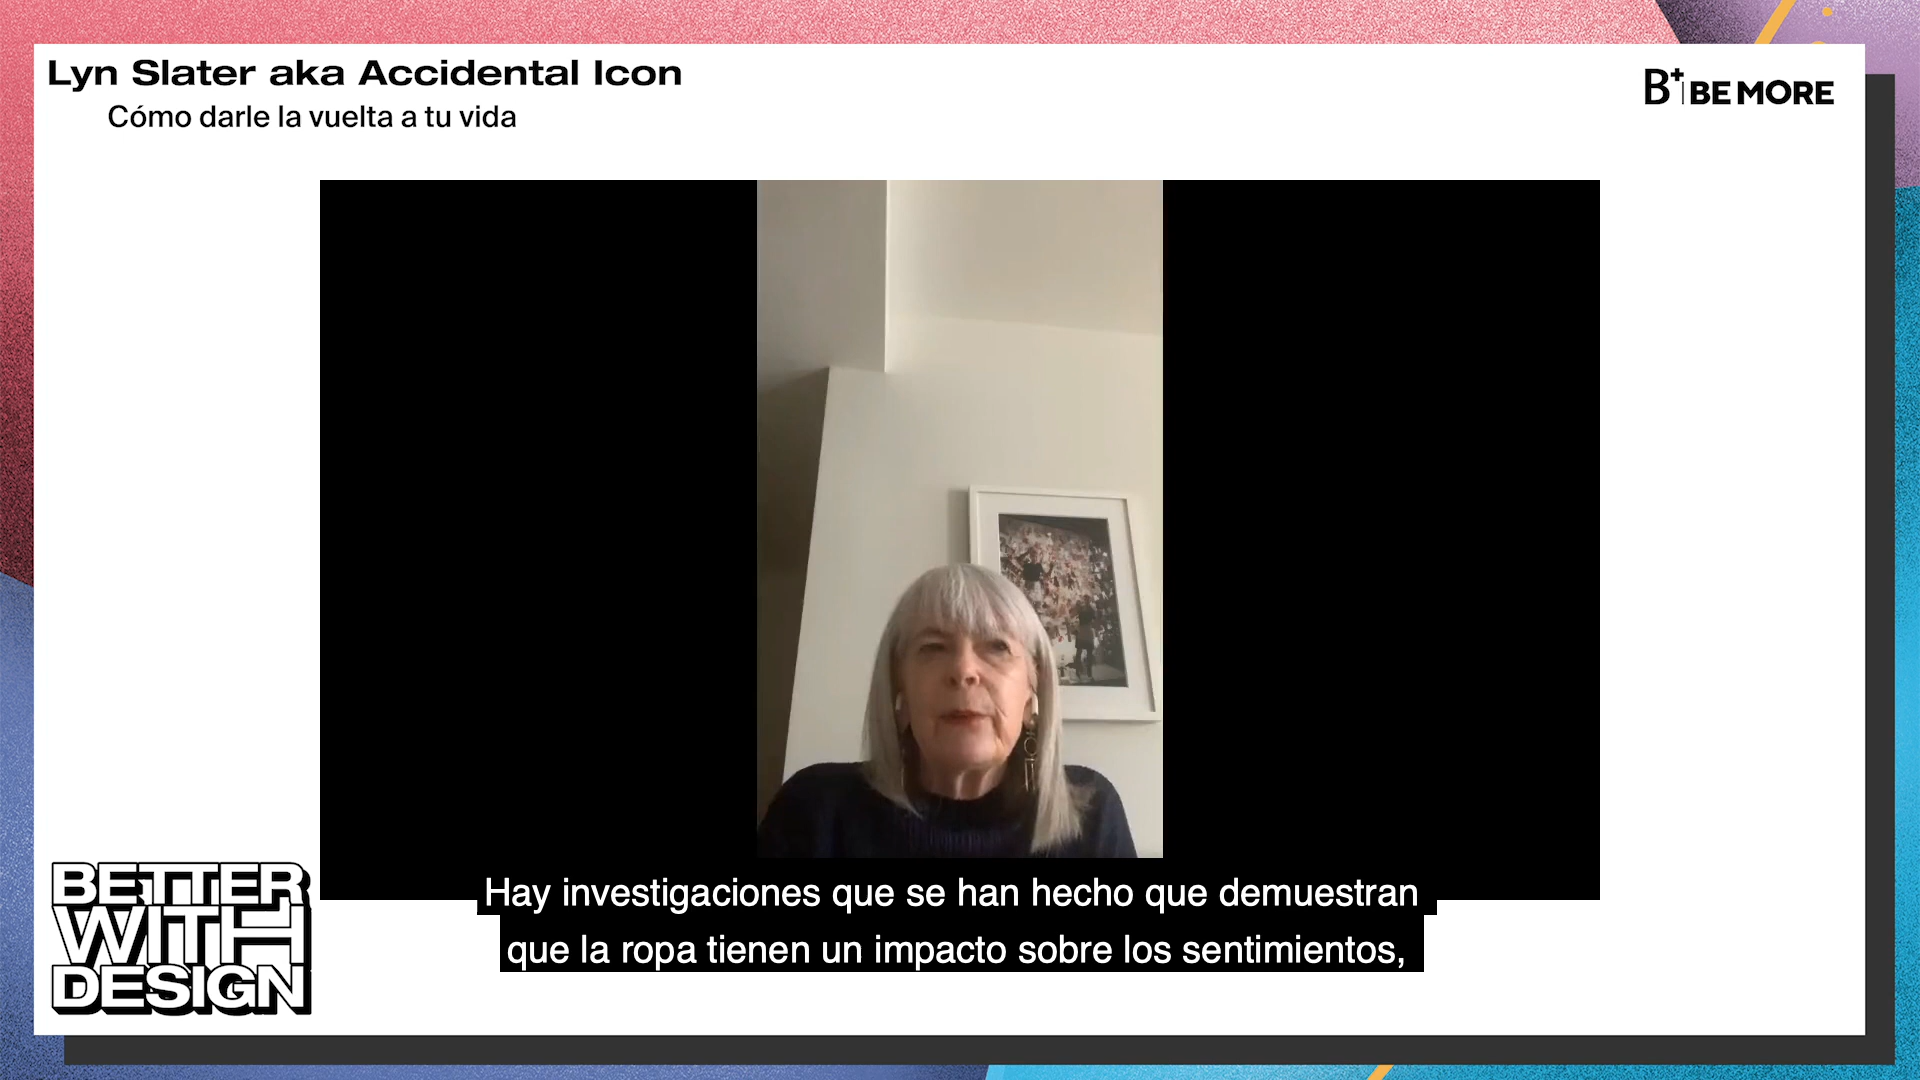 Lyn Slater aka Accidental Icon
Cómo darle la vuelta a tu vida
B+ BE MORE
Hay investigaciones que se han hecho que demuestran
que la ropa tienen un impacto sobre los sentimientos,
BETTER
WITH
DESIGN